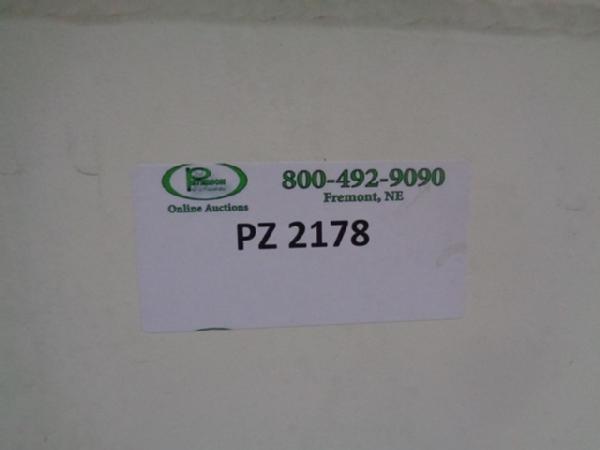 800-492-9090
Fremont, NE
Online Auctions
PZ 2178